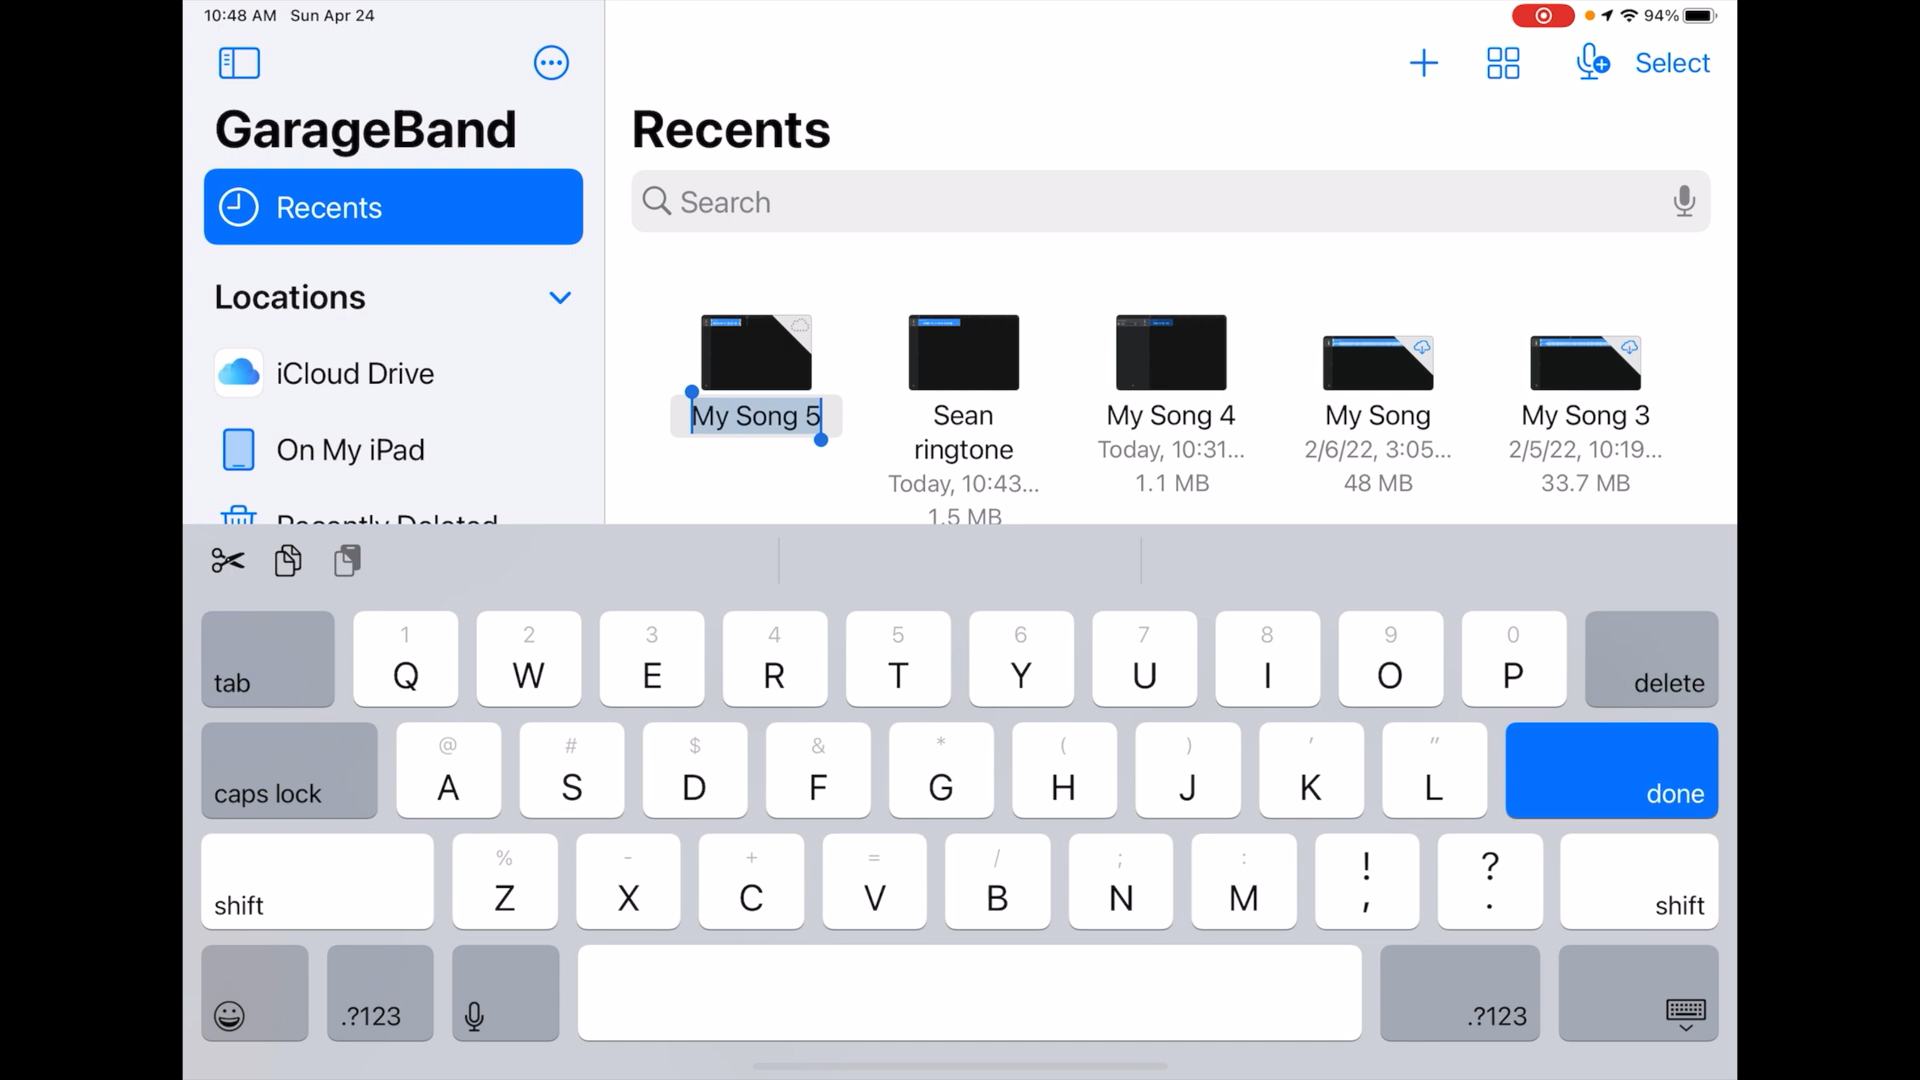 10:48 AM Sun Apr 24
94%
Select
GarageBand
Recents
Recents
Search
Locations
iCloud Drive
On My iPad
Recently Deleted
My Song 5
Sean
ringtone
Today, 10:43...
1.5 MB
My Song 4
Today, 10:31...
1.1 MB
My Song
2/6/22, 3:05...
48 MB
My Song 3
2/5/22, 10:19...
33.7 MB
1 2 3 4 5 6 7 8 9 0
tab Q W E R T Y U I O P delete
@ # $ & * ( ) ' "
caps lock A S D F G H J K L done
% - + = / ; : ! ?
shift Z X C V B N M , . shift
.?123 .?123